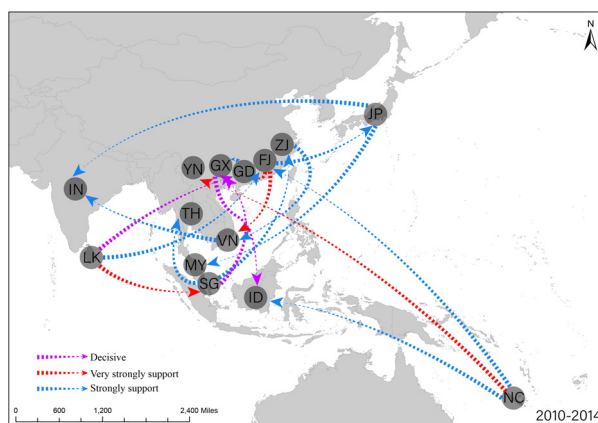 N
JP
ZJ
FJ
YN GX GD
IN
TH
VN
LK
MY
SG
ID
Decisive
Very strongly support
Strongly support
NC
0 600 1,200 2,400 Miles
2010-2014